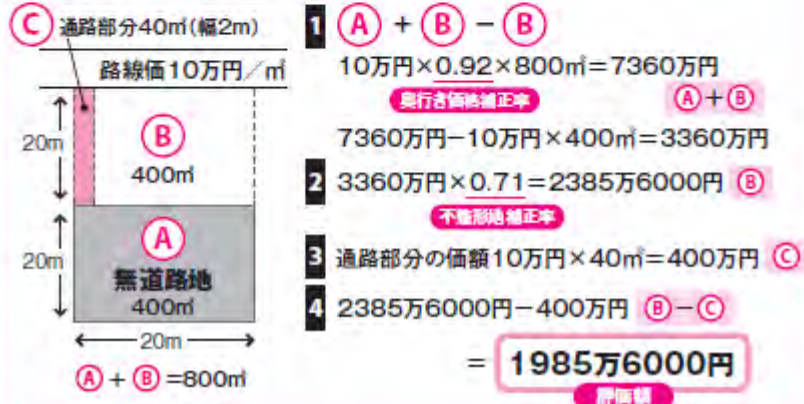 C 通路部分40㎡(幅2m)
路線価10万円/㎡
20m
B
400㎡
20m
A
無道路地
400㎡
20m
A + B =800㎡
1 A + B − B
10万円×0.92×800㎡=7360万円
奥行き価格補正率
A+B
7360万円−10万円×400㎡=3360万円
2 3360万円×0.71=2385万6000円 B
不整形地補正率
3 通路部分の価額10万円×40㎡=400万円 C
4 2385万6000円−400万円 B−C
= 1985万6000円
評価額